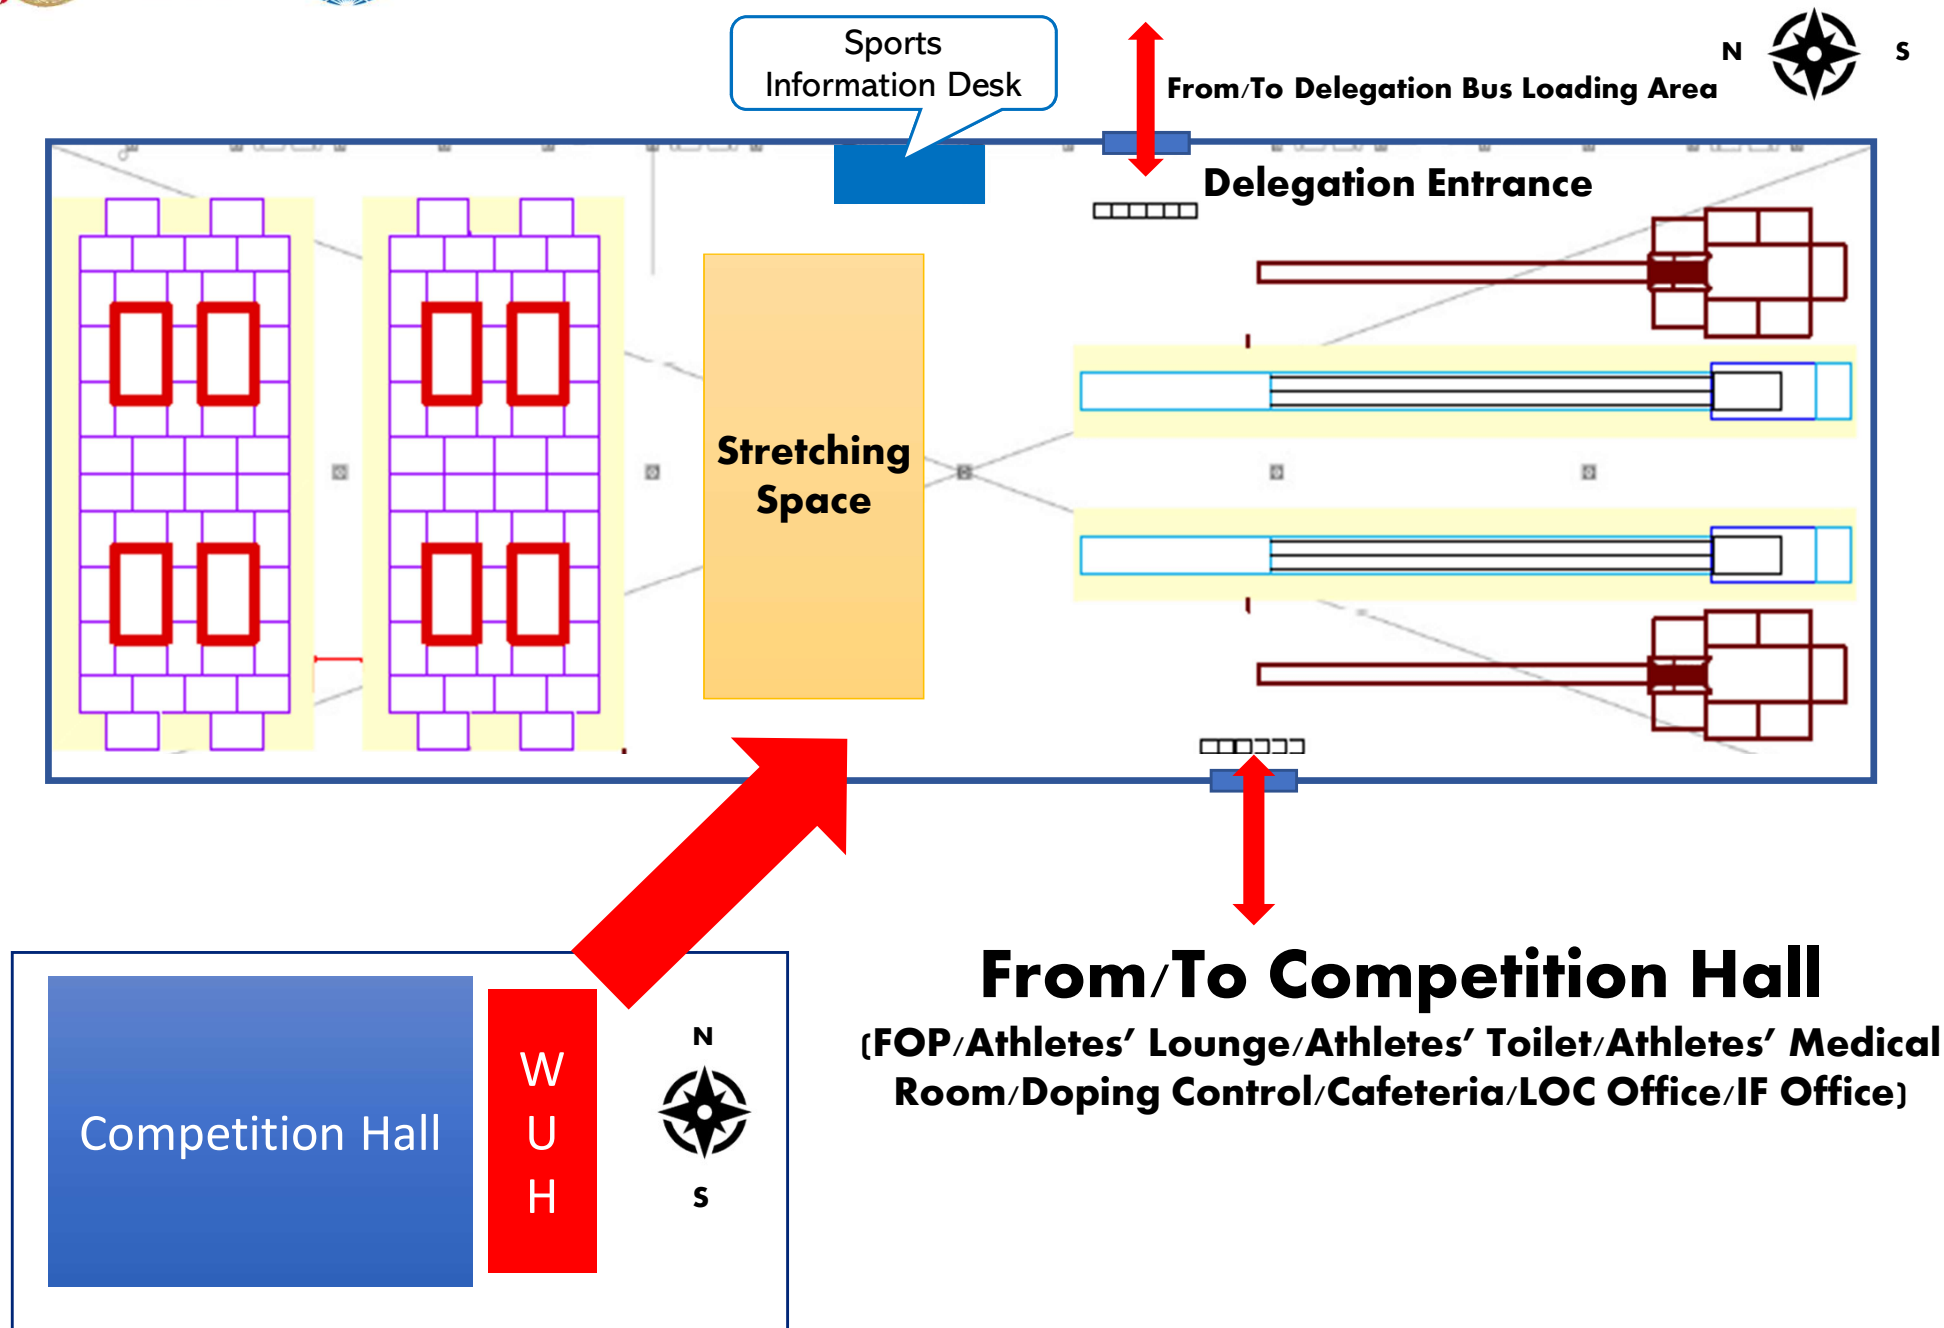 Sports
Information Desk
N
S
From/To Delegation Bus Loading Area
Delegation Entrance
Stretching
Space
From/To Competition Hall
(FOP/Athletes’ Lounge/Athletes’ Toilet/Athletes’ Medical
Room/Doping Control/Cafeteria/LOC Office/IF Office)
Competition Hall
W
U
H
N
S